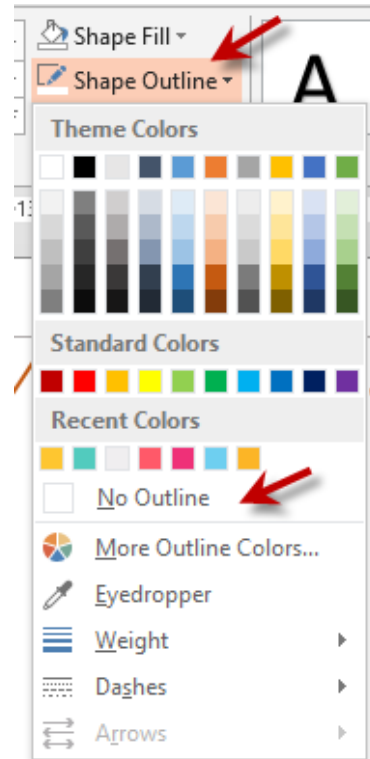 Shape Fill
Shape Outline
A
Theme Colors
Standard Colors
Recent Colors
No Outline
More Outline Colors...
Eyedropper
Weight
Dashes
Arrows